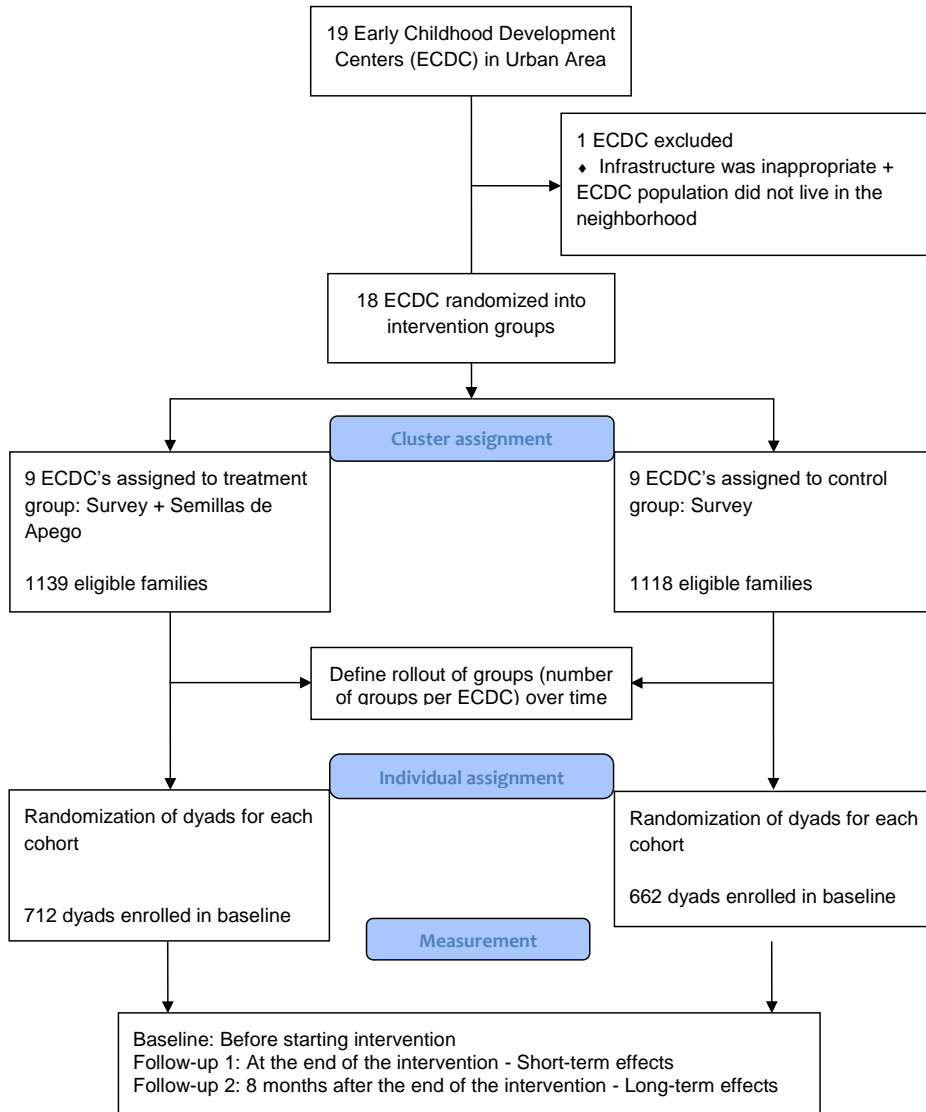 19 Early Childhood Development
Centers (ECDC) in Urban Area
1 ECDC excluded
♦ Infrastructure was inappropriate +
ECDC population did not live in the
neighborhood
18 ECDC randomized into
intervention groups
Cluster assignment
9 ECDC’s assigned to treatment
group: Survey + Semillas de
Apego
1139 eligible families
9 ECDC’s assigned to control
group: Survey
1118 eligible families
Define rollout of groups (number
of groups per ECDC) over time
Individual assignment
Randomization of dyads for each
cohort
712 dyads enrolled in baseline
Randomization of dyads for each
cohort
662 dyads enrolled in baseline
Measurement
Baseline: Before starting intervention
Follow-up 1: At the end of the intervention - Short-term effects
Follow-up 2: 8 months after the end of the intervention - Long-term effects